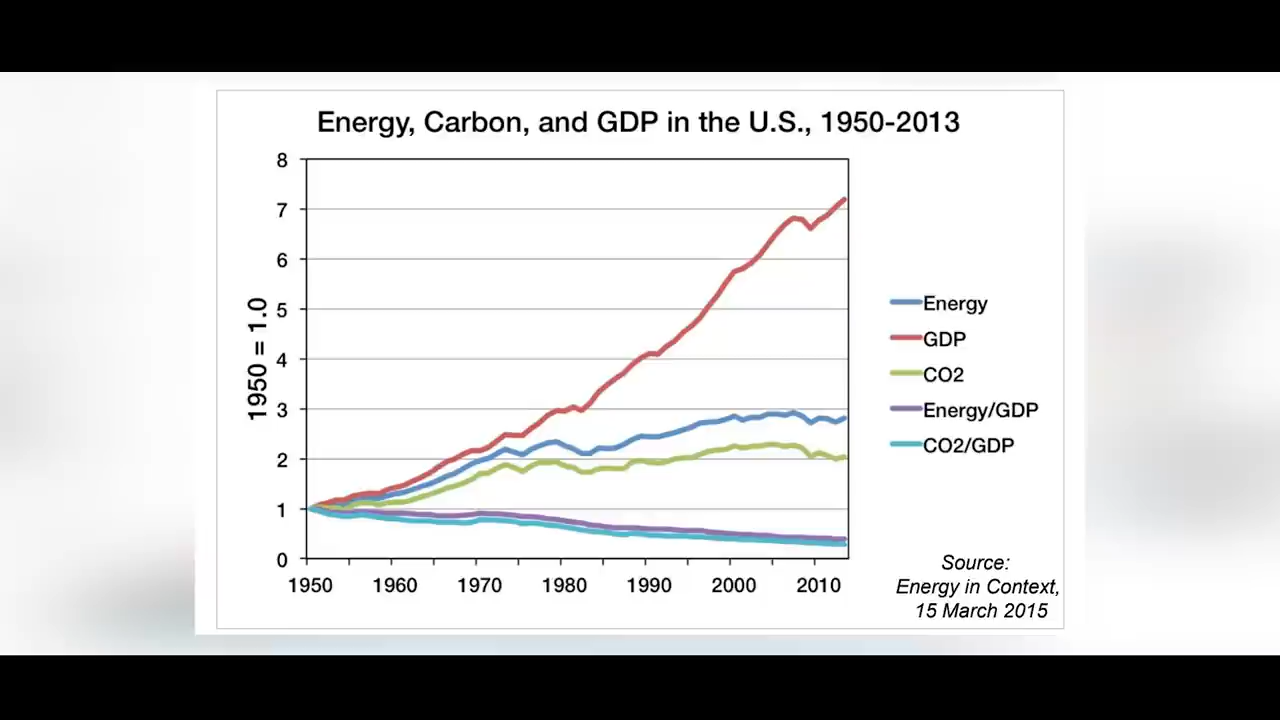 Energy, Carbon, and GDP in the U.S., 1950-2013
8
7
6
5
4
3
2
1
0
1950 = 1.0
1950 1960 1970 1980 1990 2000 2010
Energy
GDP
CO2
Energy/GDP
CO2/GDP
Source:
Energy in Context,
15 March 2015